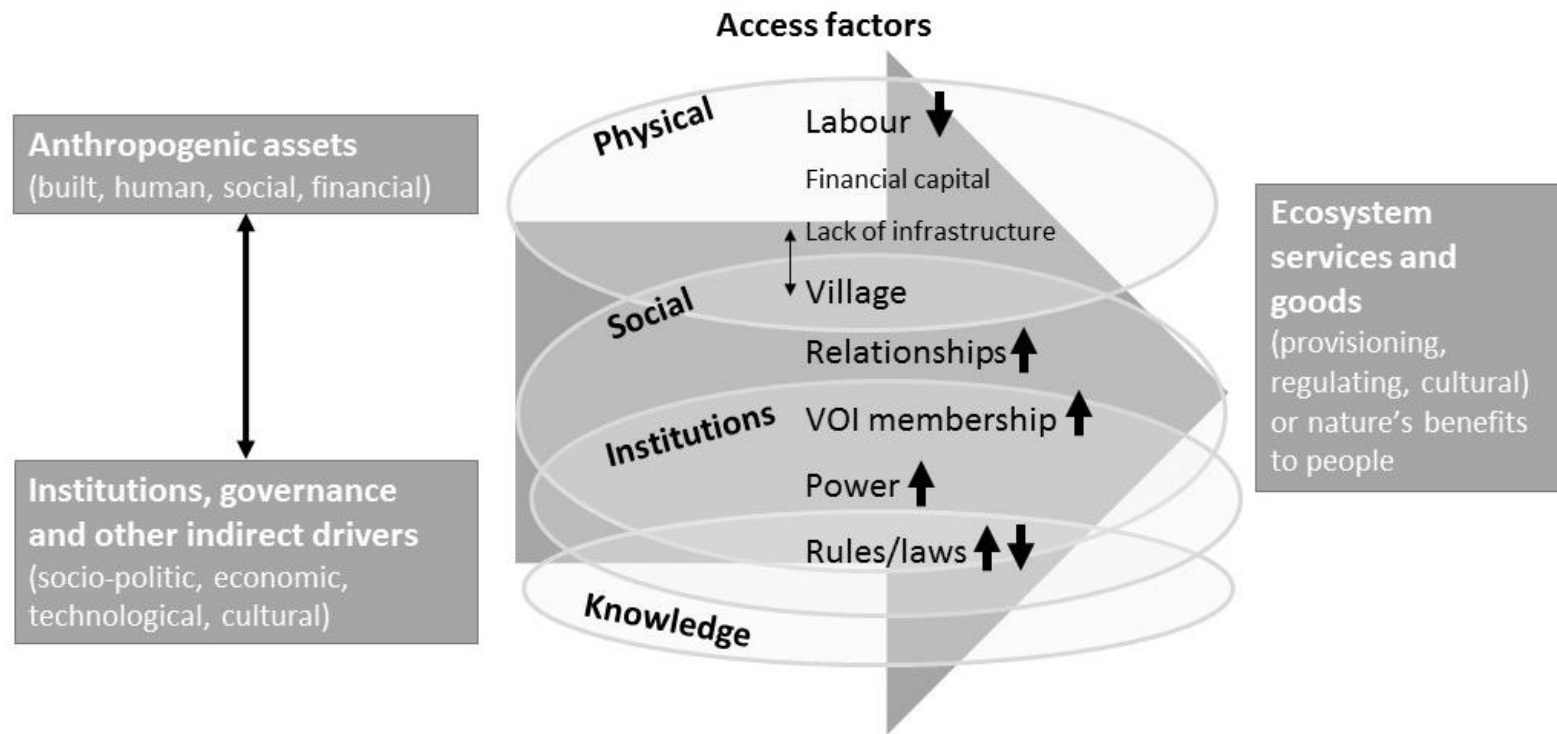 Access factors
Anthropogenic assets
(built, human, social, financial)
Institutions, governance
and other indirect drivers
(socio-politic, economic,
technological, cultural)
Physical
Labour
Financial capital
Lack of infrastructure
Social
Village
Relationships
Institutions
VOI membership
Power
Rules/laws
Knowledge
Ecosystem
services and
goods
(provisioning,
regulating, cultural)
or nature's benefits
to people